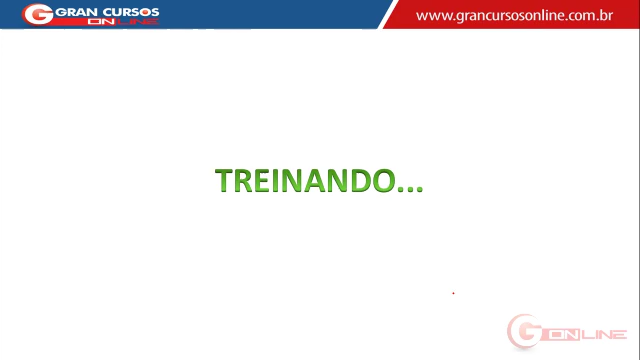 GRAN CURSOS
ONLINE
www.grancursosonline.com.br
TREINANDO...
G ONLINE